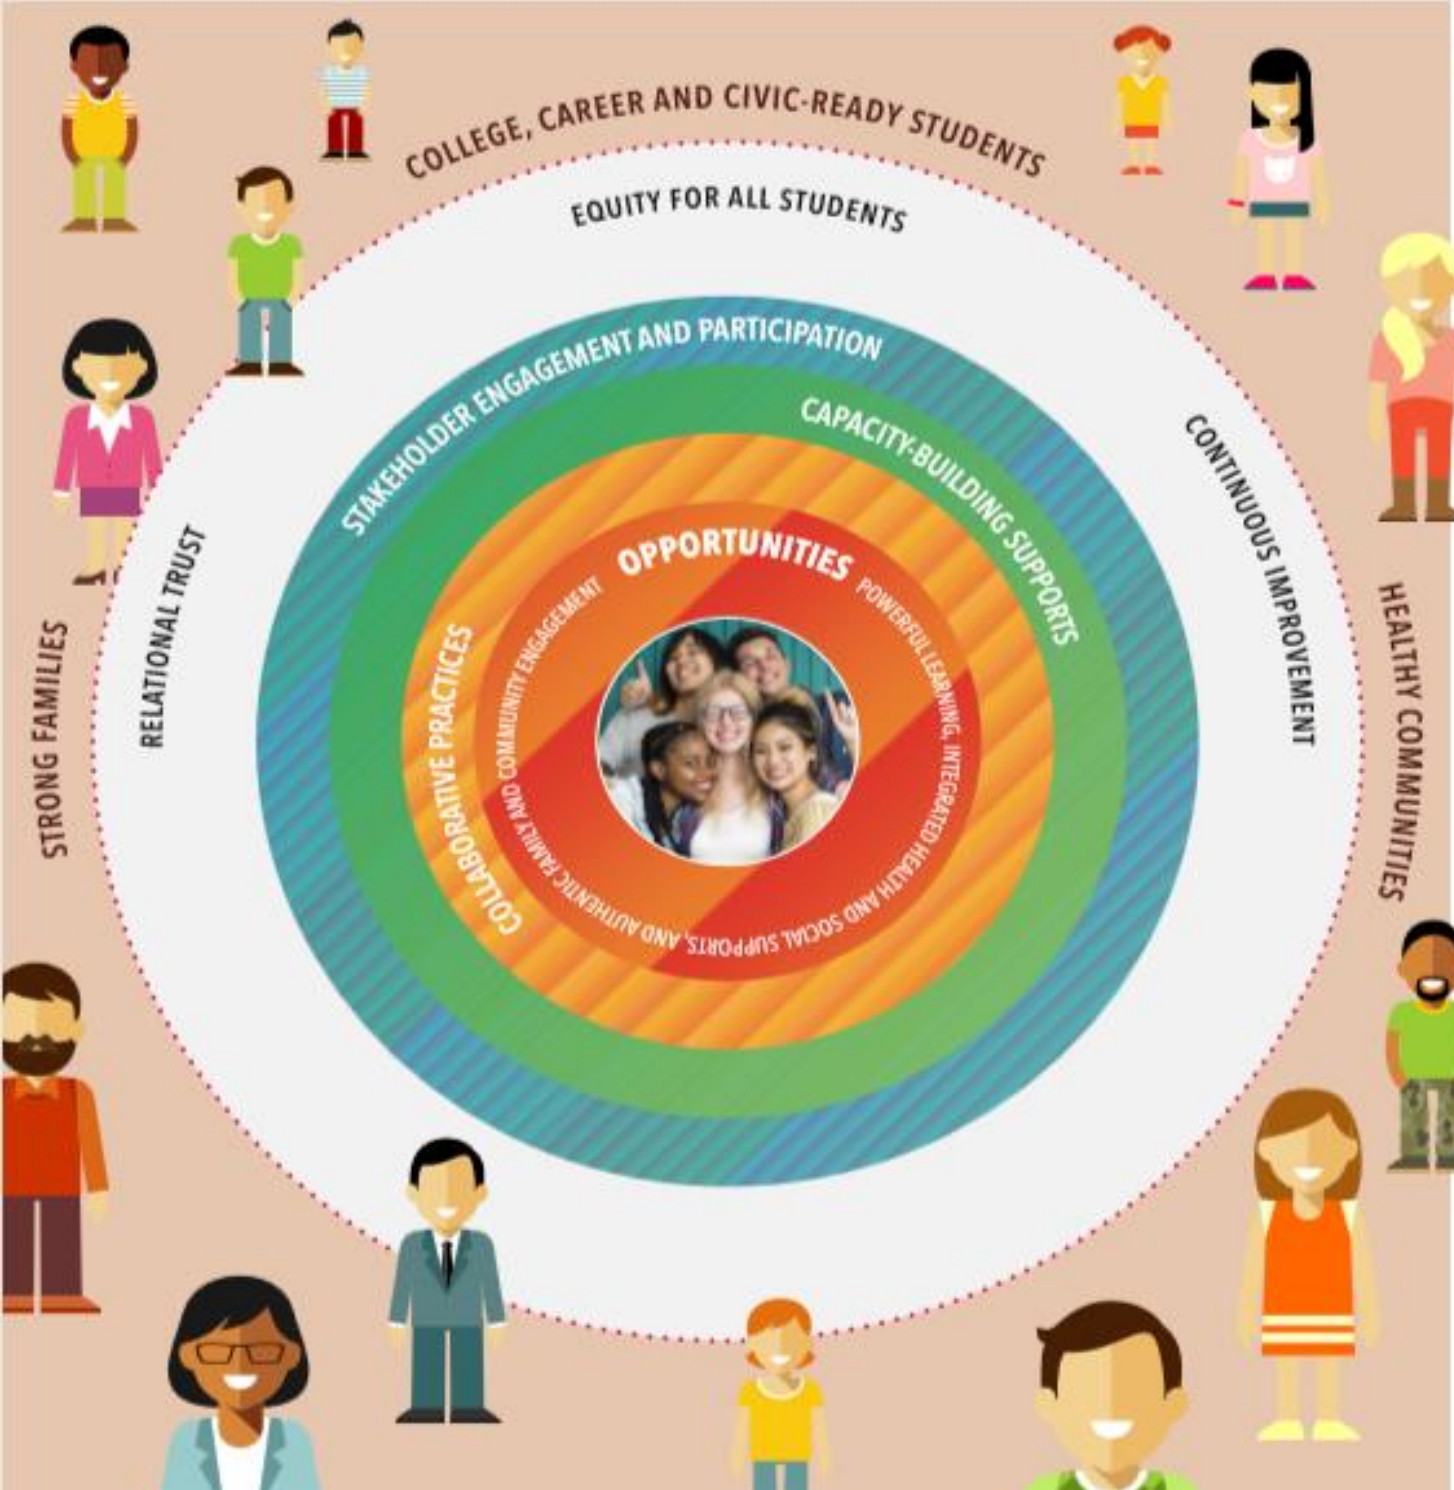 COLLEGE, CAREER AND CIVIC-READY STUDENTS
EQUITY FOR ALL STUDENTS
STAKEHOLDER ENGAGEMENT AND PARTICIPATION
CAPACITY-BUILDING SUPPORTS
CONTINUOUS IMPROVEMENT
RELATIONAL TRUST
STRONG FAMILIES
HEALTHY COMMUNITIES
COLLABORATIVE PRACTICES
OPPORTUNITIES
POWERFUL LEARNING, INTEGRATED HEALTH AND SOCIAL SUPPORTS, AND AUTHENTIC FAMILY AND COMMUNITY ENGAGEMENT